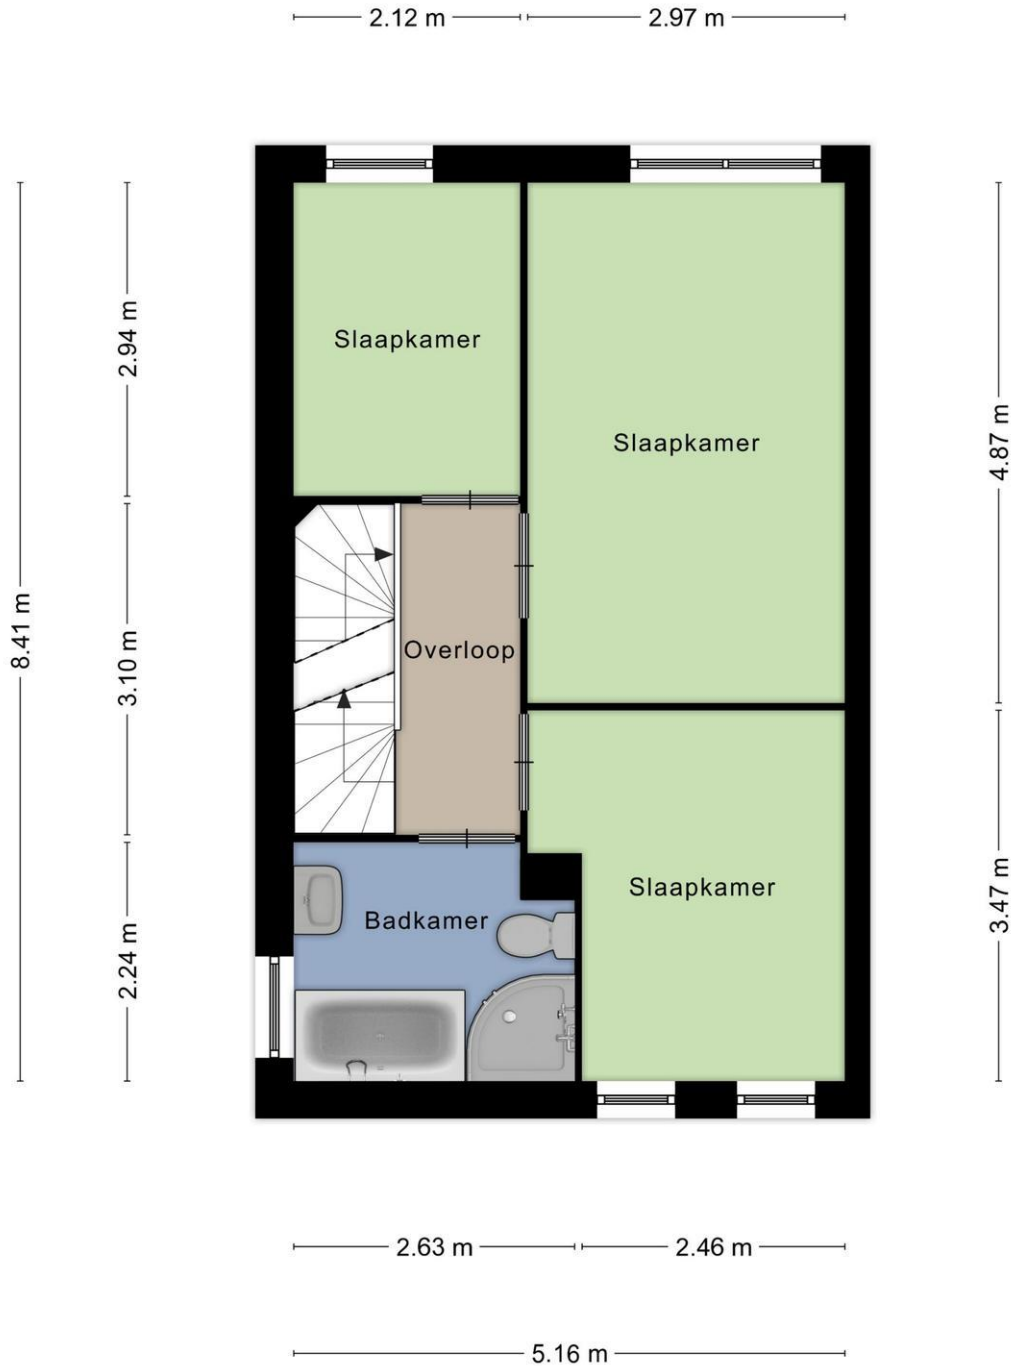 2.12 m
2.97 m
2.94 m
Slaapkamer
Slaapkamer
4.87 m
8.41 m
3.10 m
Overloop
Slaapkamer
3.47 m
Badkamer
2.24 m
2.63 m
2.46 m
5.16 m